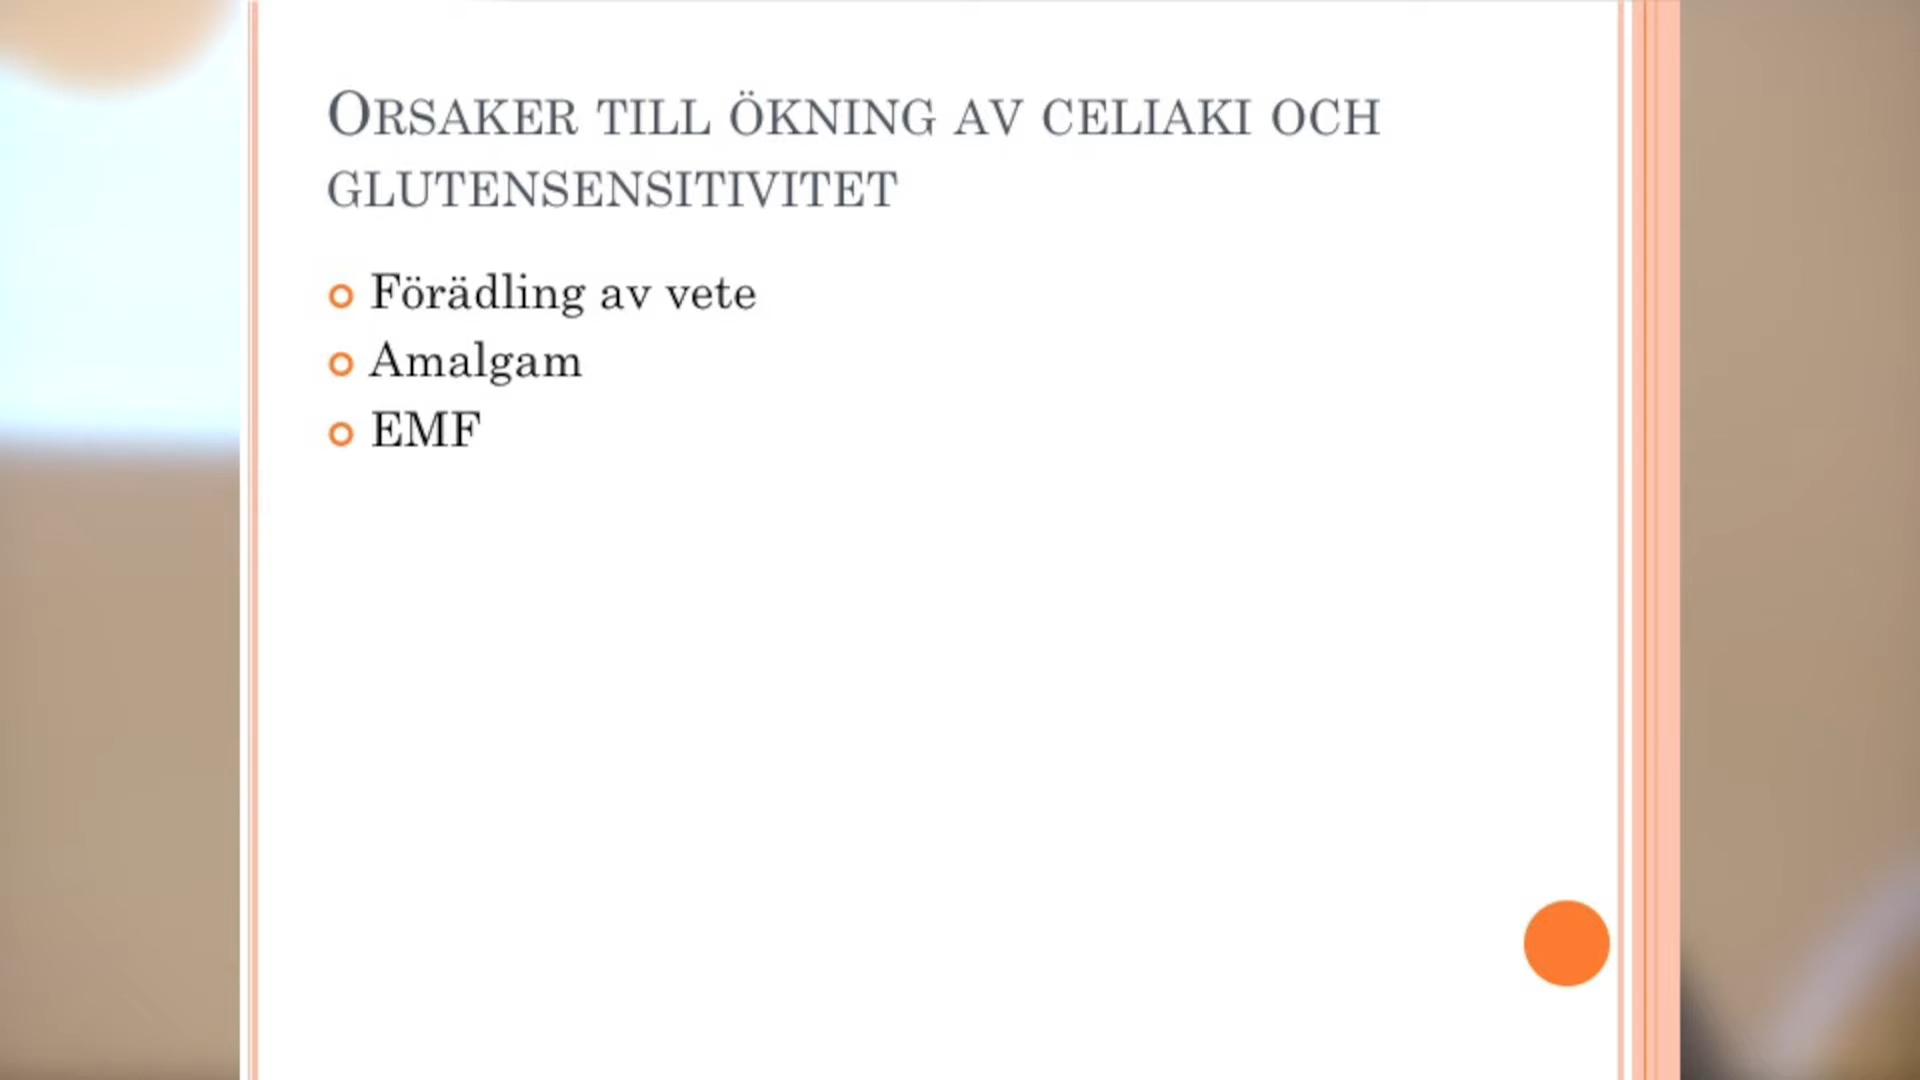 Orsaker till ökning av celiaki och
glutensensitivitet
Förädling av vete
Amalgam
EMF